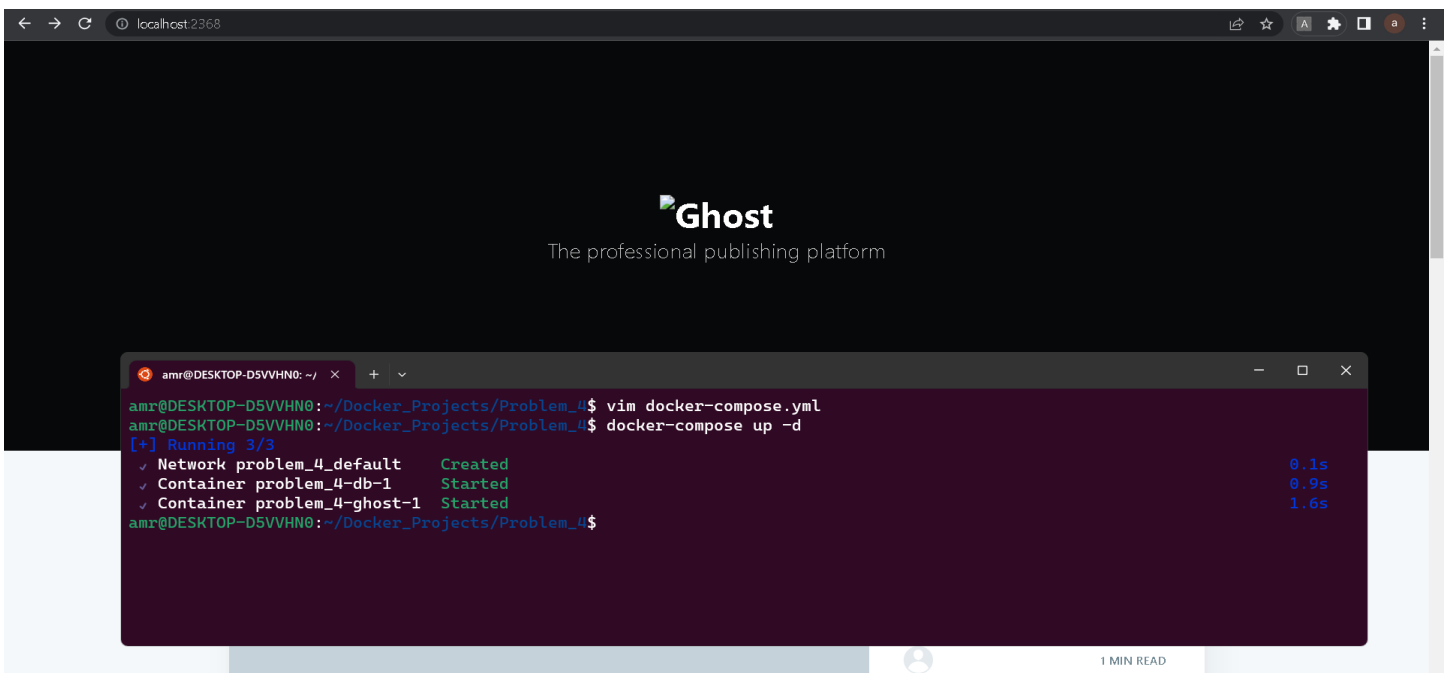 localhost:2368
A
a
Ghost
The professional publishing platform
amr@DESKTOP-D5VVHN0: ~/
amr@DESKTOP-D5VVHN0:~/Docker_Projects/Problem_4$ vim docker-compose.yml
amr@DESKTOP-D5VVHN0:~/Docker_Projects/Problem_4$ docker-compose up -d
[+] Running 3/3
✓ Network problem_4_default Created 0.1s
✓ Container problem_4-db-1 Started 0.9s
✓ Container problem_4-ghost-1 Started 1.6s
amr@DESKTOP-D5VVHN0:~/Docker_Projects/Problem_4$
1 MIN READ